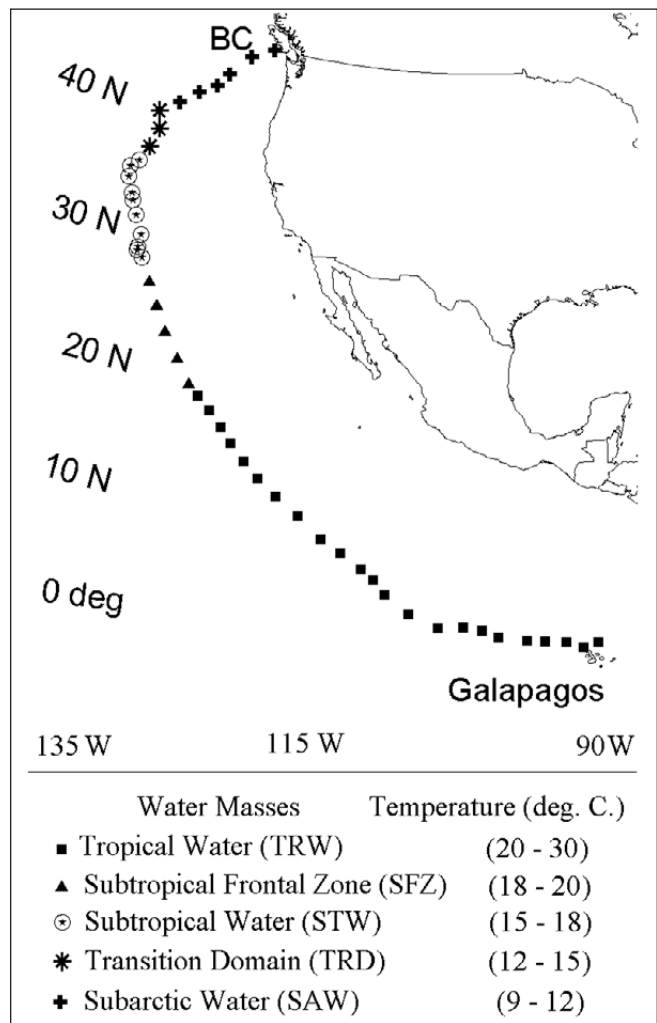 BC
40 N
30 N
20 N
10 N
0 deg
Galapagos
135 W 115 W 90W
Water Masses Temperature (deg. C.)
Tropical Water (TRW) (20 - 30)
Subtropical Frontal Zone (SFZ) (18 - 20)
Subtropical Water (STW) (15 - 18)
Transition Domain (TRD) (12 - 15)
Subarctic Water (SAW) (9 - 12)